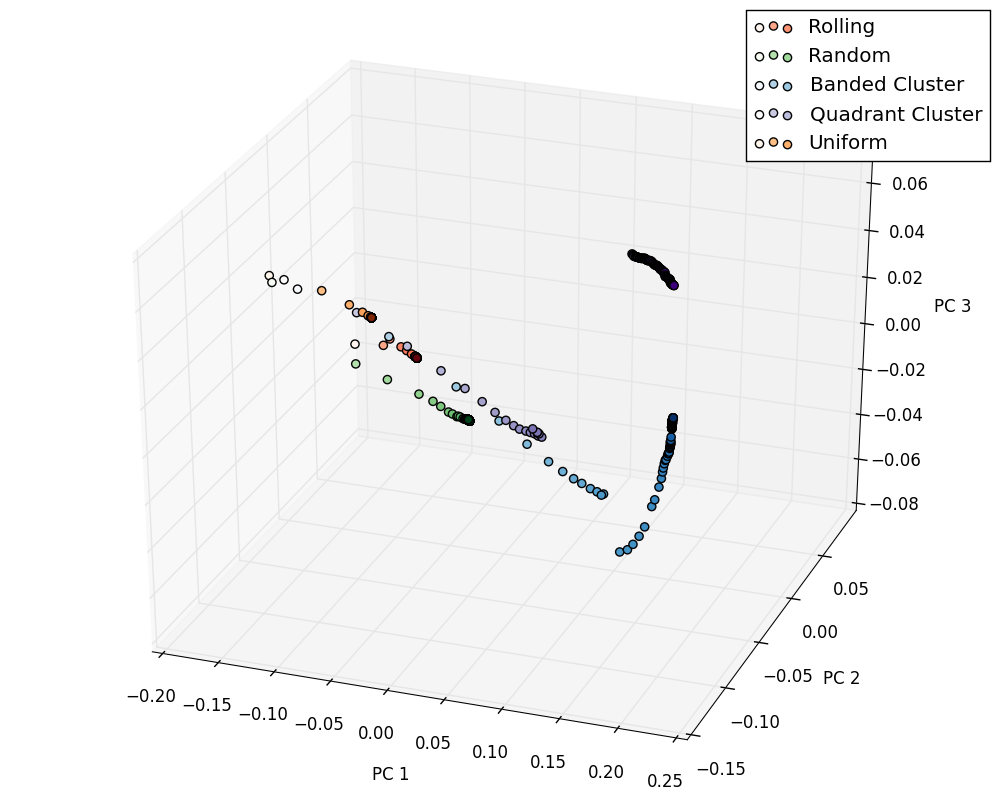 Rolling
Random
Banded Cluster
Quadrant Cluster
Uniform
0.06
0.04
0.02
PC 3
0.00
−0.02
−0.04
−0.06
−0.08
0.05
0.00
−0.05 PC 2
−0.10
−0.15
−0.20 −0.15 −0.10 −0.05 0.00 0.05 0.10 0.15 0.20 0.25
PC 1